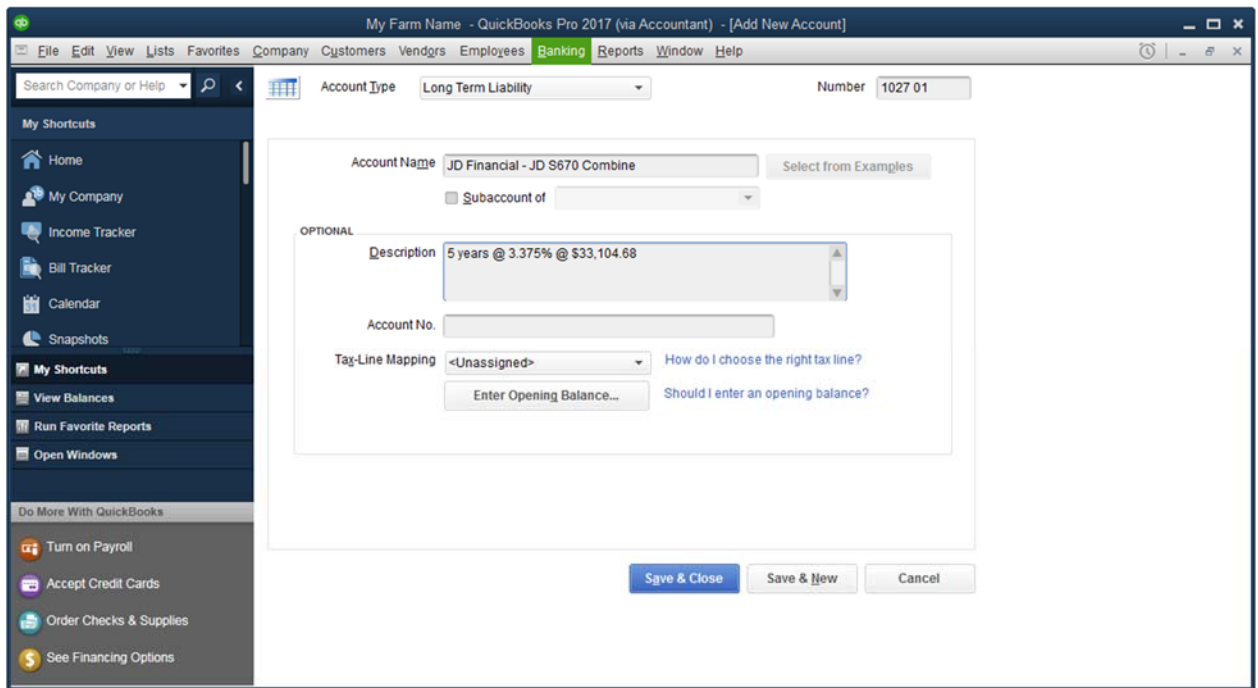 My Farm Name - QuickBooks Pro 2017 (via Accountant) - [Add New Account]
File Edit View Lists Favorites Company Customers Vendors Employees Banking Reports Window Help
Search Company or Help
Account Type Long Term Liability Number 1027 01
My Shortcuts
Home
My Company
Income Tracker
Bill Tracker
Calendar
Snapshots
My Shortcuts
View Balances
Run Favorite Reports
Open Windows
Do More With QuickBooks
Turn on Payroll
Accept Credit Cards
Order Checks & Supplies
See Financing Options
Account Name JD Financial - JD S670 Combine Select from Examples
Subaccount of
OPTIONAL
Description 5 years @ 3.375% @ $33,104.68
Account No.
Tax-Line Mapping <Unassigned> How do I choose the right tax line?
Enter Opening Balance... Should I enter an opening balance?
Save & Close Save & New Cancel